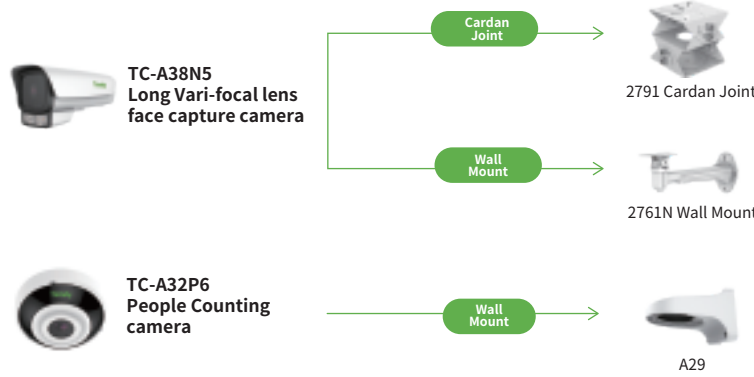 Cardan
Joint
TC-A38N5
Long Vari-focal lens
face capture camera
2791 Cardan Joint
Wall
Mount
2761N Wall Mount
TC-A32P6
People Counting
camera
Wall
Mount
A29